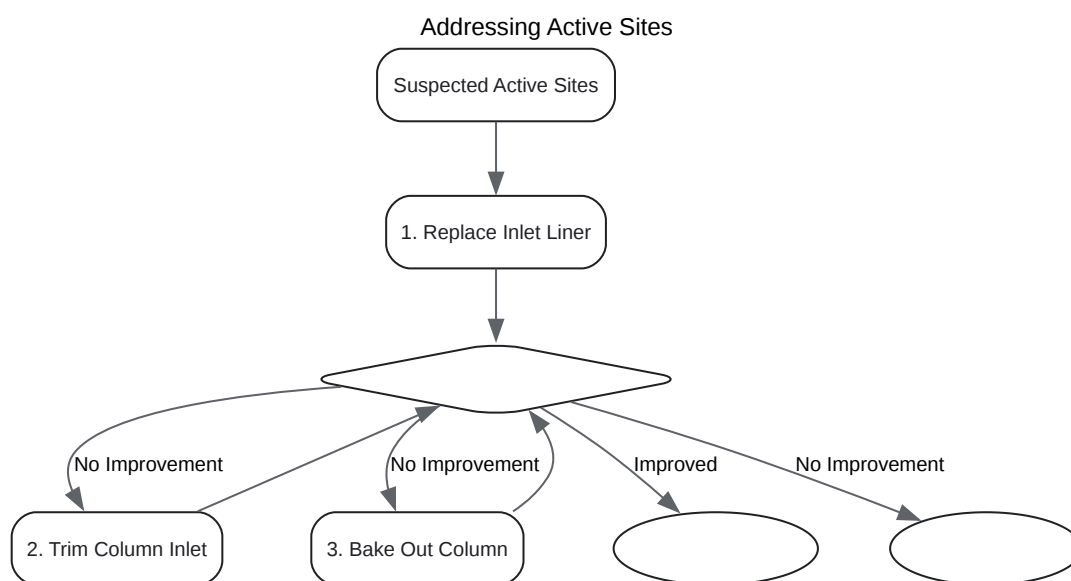 Addressing Active Sites
Suspected Active Sites
1. Replace Inlet Liner
No Improvement
No Improvement
Improved
No Improvement
2. Trim Column Inlet
3. Bake Out Column